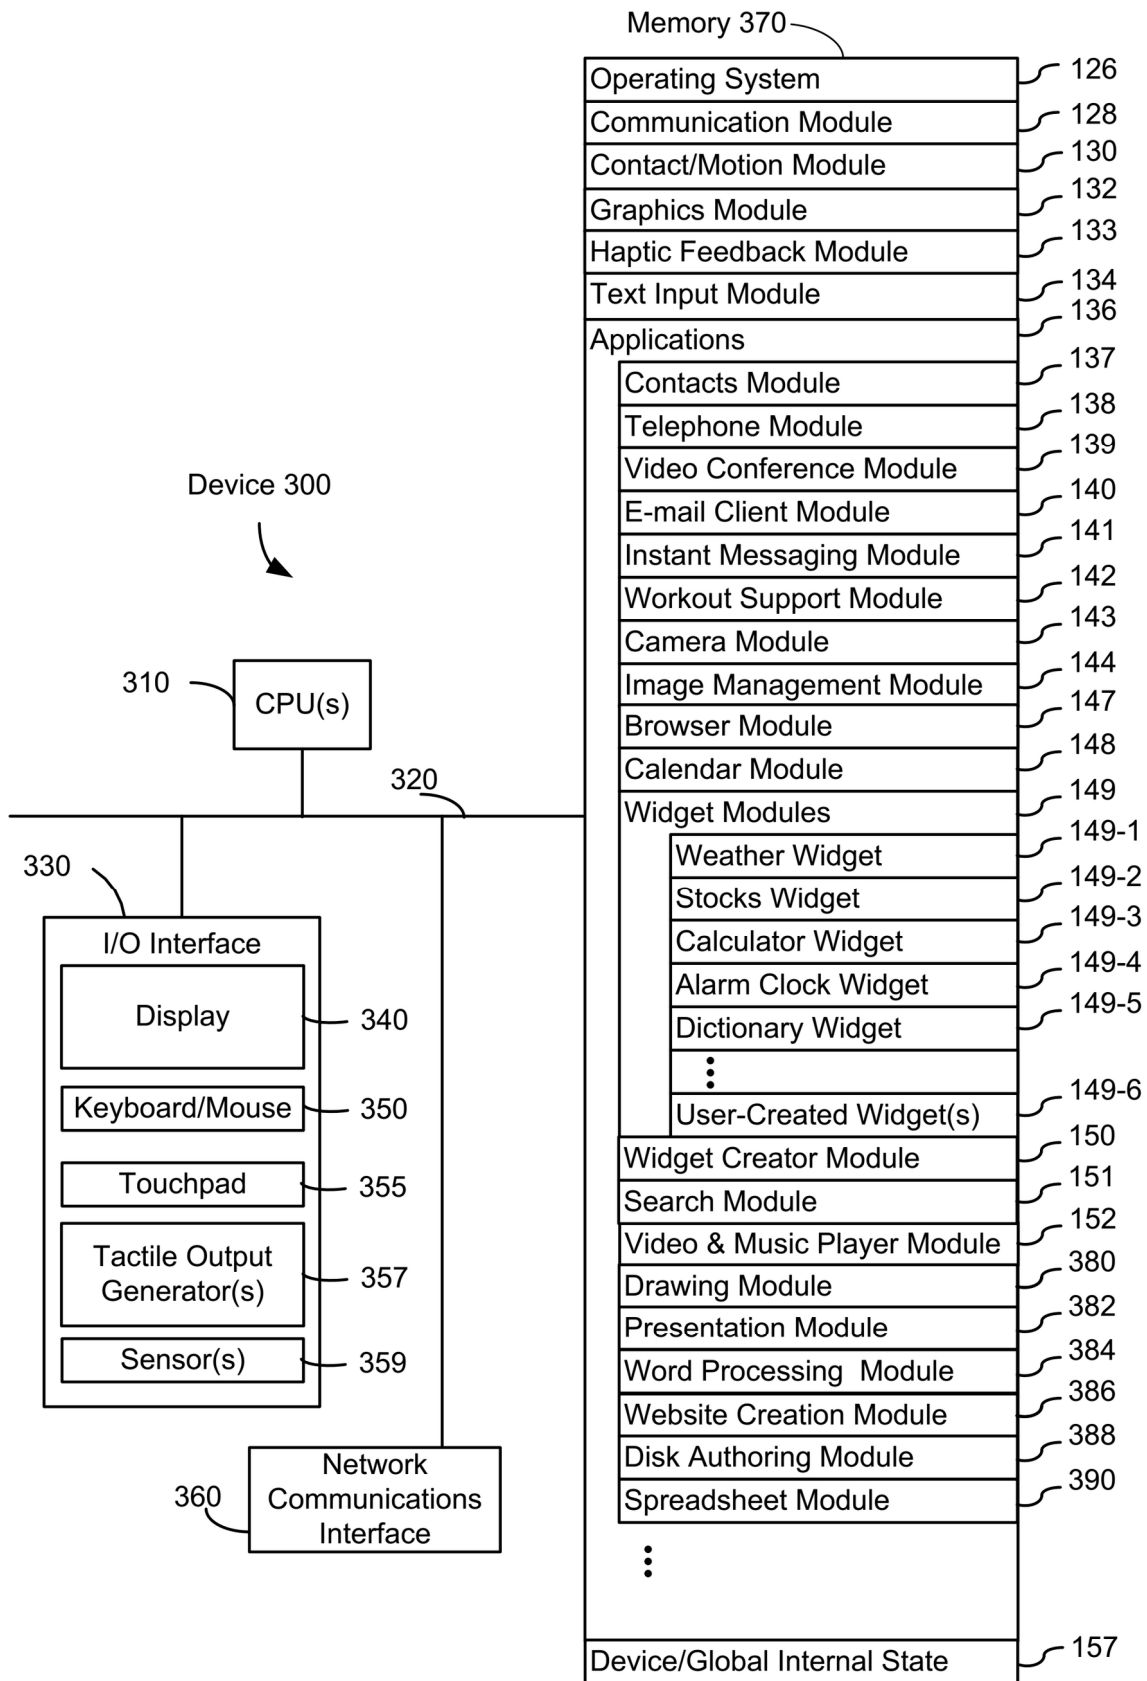 Memory 370
Operating System 126
Communication Module 128
Contact/Motion Module 130
Graphics Module 132
Haptic Feedback Module 133
Text Input Module 134
Applications 136
Contacts Module 137
Telephone Module 138
Video Conference Module 139
E-mail Client Module 140
Instant Messaging Module 141
Workout Support Module 142
Camera Module 143
Image Management Module 144
Browser Module 147
Calendar Module 148
Widget Modules 149
Weather Widget 149-1
Stocks Widget 149-2
Calculator Widget 149-3
Alarm Clock Widget 149-4
Dictionary Widget 149-5
User-Created Widget(s) 149-6
Widget Creator Module 150
Search Module 151
Video & Music Player Module 152
Drawing Module 380
Presentation Module 382
Word Processing Module 384
Website Creation Module 386
Disk Authoring Module 388
Spreadsheet Module 390
Device/Global Internal State 157
Device 300
310
CPU(s)
320
330
I/O Interface
Display 340
Keyboard/Mouse 350
Touchpad 355
Tactile Output
Generator(s) 357
Sensor(s) 359
360
Network
Communications
Interface